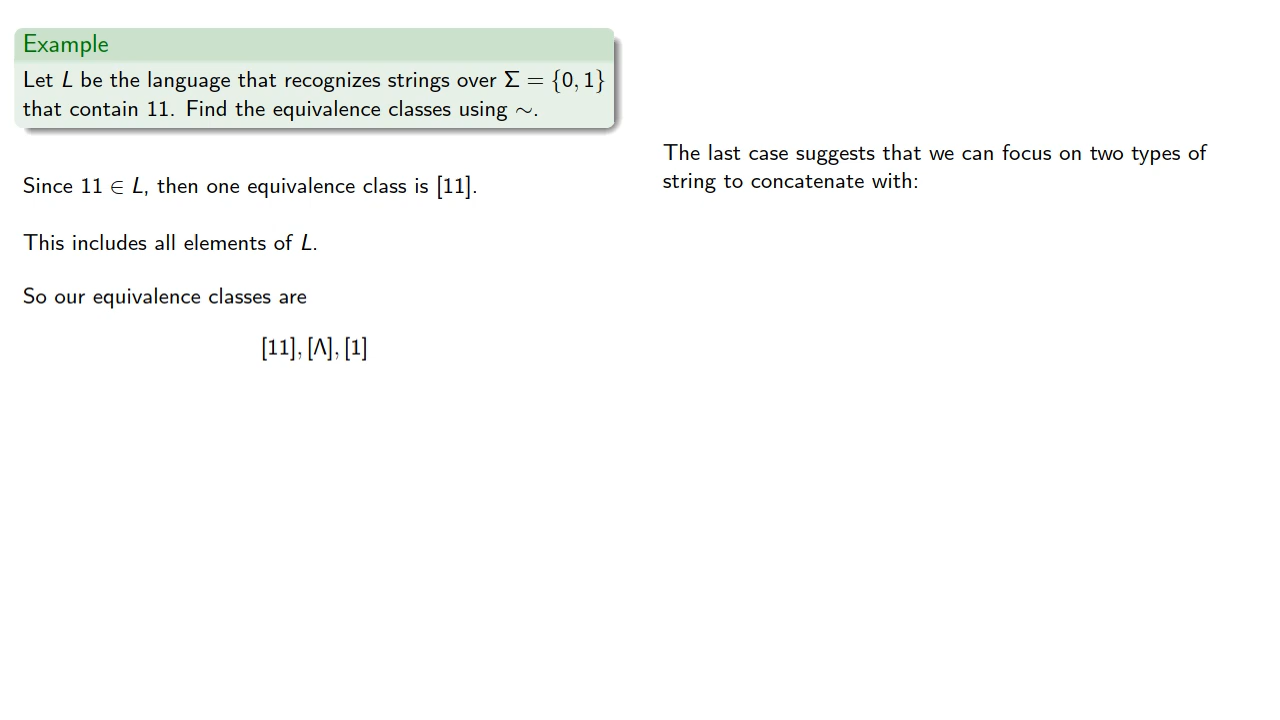 Example
Let L be the language that recognizes strings over Σ = {0, 1}
that contain 11. Find the equivalence classes using ∼.
Since 11 ∈ L, then one equivalence class is [11].
This includes all elements of L.
So our equivalence classes are
[11], [Λ], [1]
The last case suggests that we can focus on two types of
string to concatenate with: